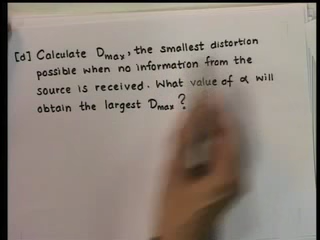 [d] Calculate Dmax, the smallest distortion
possible when no information from the
source is received. What value of α will
obtain the largest Dmax?